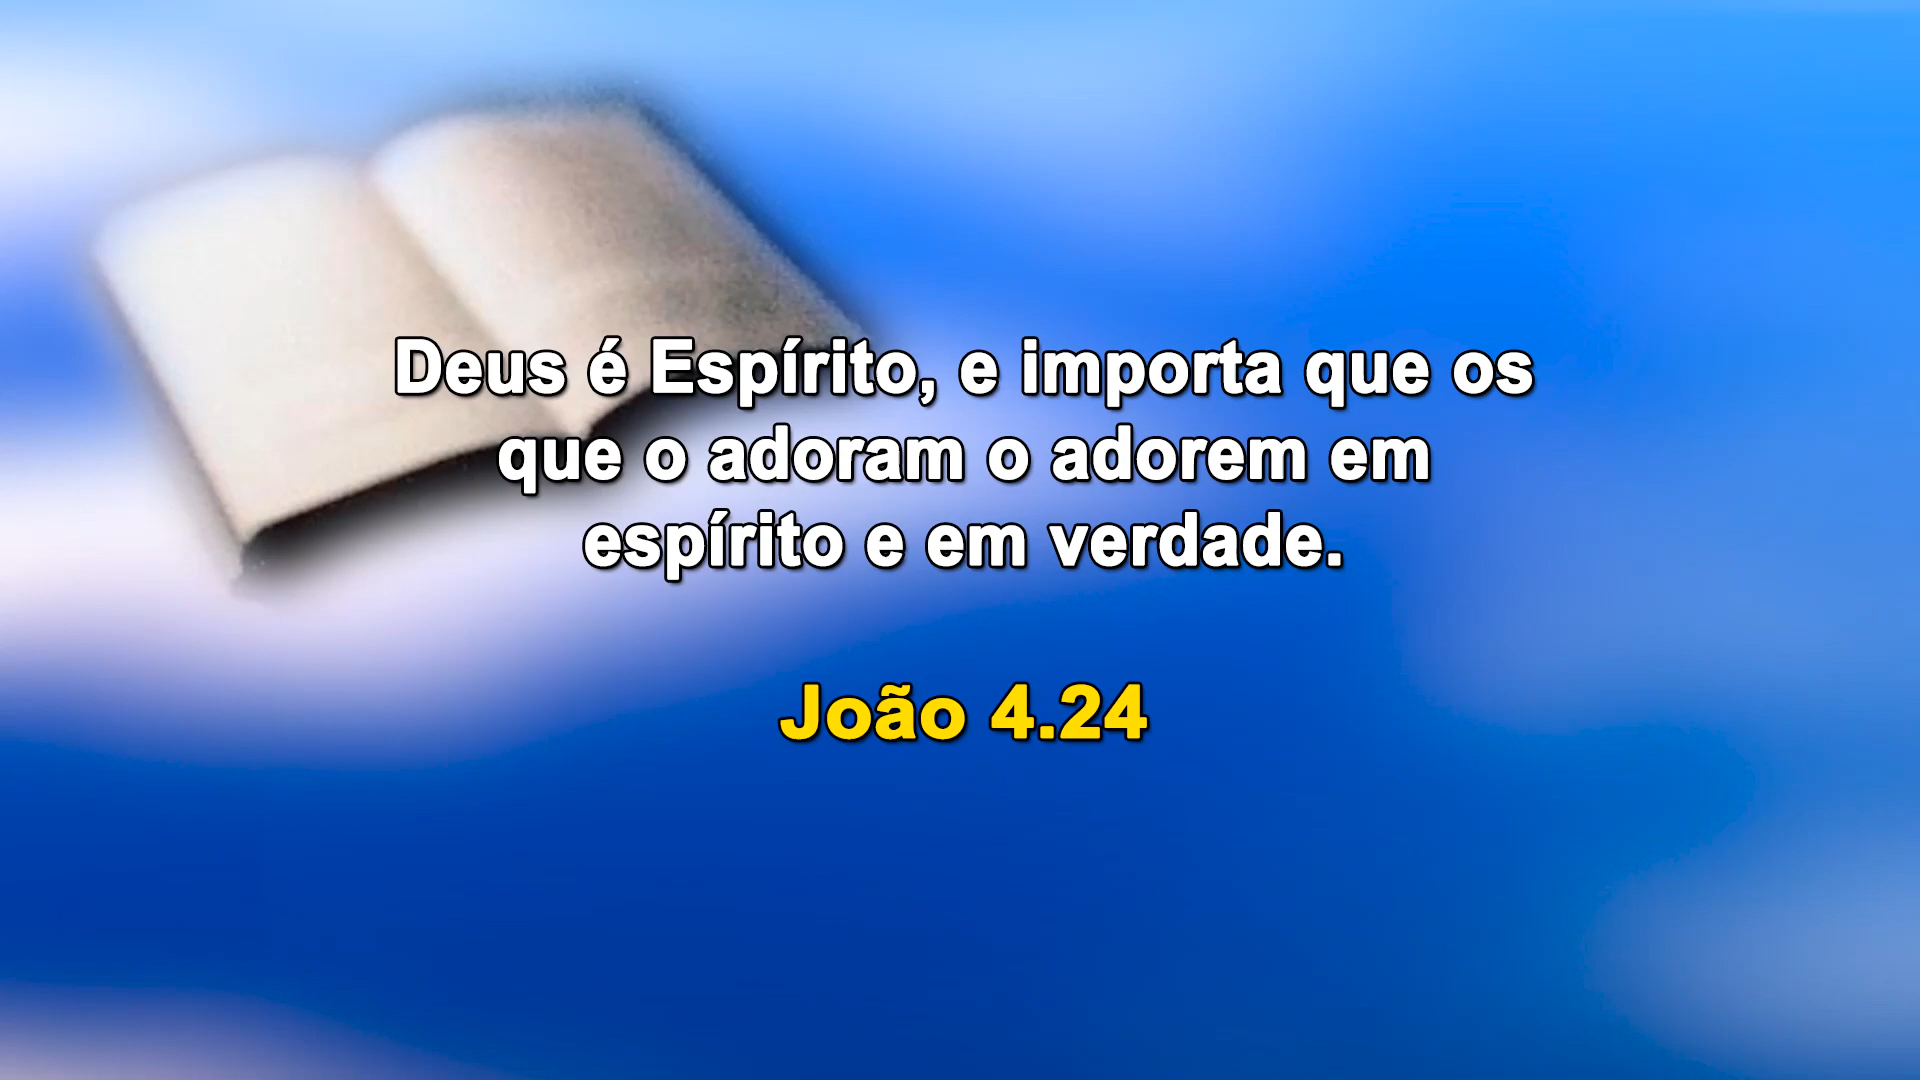 Deus é Espírito, e importa que os
que o adoram o adorem em
espírito e em verdade.
João 4.24